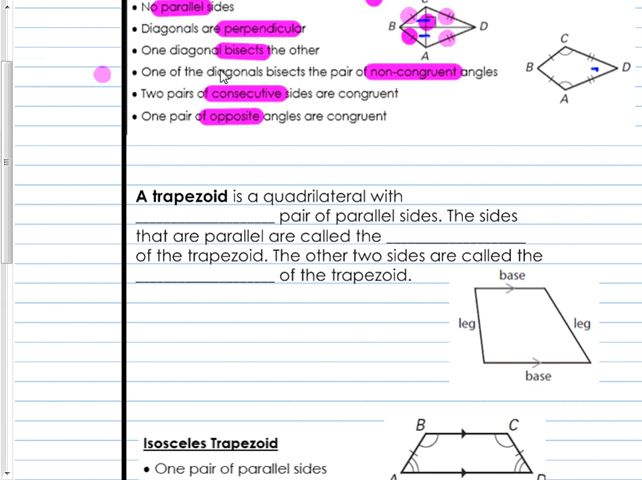 • No parallel sides
• Diagonals are perpendicular
• One diagonal bisects the other
• One of the diagonals bisects the pair of non-congruent angles
• Two pairs of consecutive sides are congruent
• One pair of opposite angles are congruent
C
B
D
A
C
B
D
A
A trapezoid is a quadrilateral with
____________________ pair of parallel sides. The sides
that are parallel are called the ____________________
of the trapezoid. The other two sides are called the
____________________ of the trapezoid.
base
leg
leg
base
Isosceles Trapezoid
• One pair of parallel sides
B
C
A
D